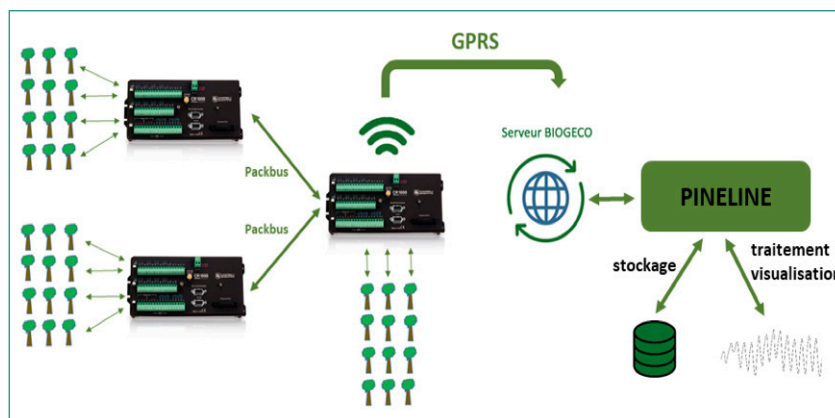 GPRS
Serveur BIOGECO
Packbus
Packbus
PINELINE
stockage
traitement
visualisation